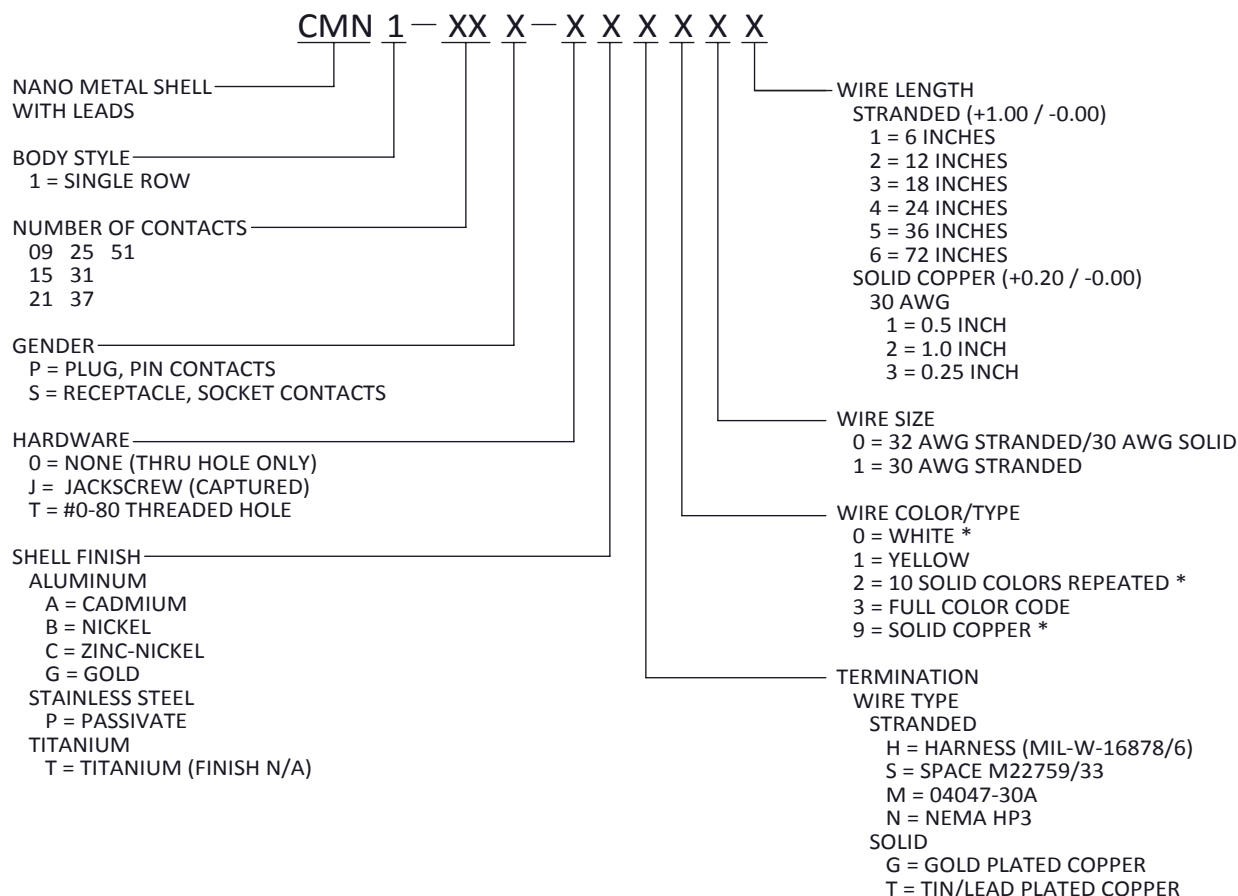 CMN 1 — XX X — X X X X X X
NANO METAL SHELL
WITH LEADS
BODY STYLE
1 = SINGLE ROW
NUMBER OF CONTACTS
09 25 51
15 31
21 37
GENDER
P = PLUG, PIN CONTACTS
S = RECEPTACLE, SOCKET CONTACTS
HARDWARE
0 = NONE (THRU HOLE ONLY)
J = JACKSCREW (CAPTURED)
T = #0-80 THREADED HOLE
SHELL FINISH
ALUMINUM
A = CADMIUM
B = NICKEL
C = ZINC-NICKEL
G = GOLD
STAINLESS STEEL
P = PASSIVATE
TITANIUM
T = TITANIUM (FINISH N/A)
WIRE LENGTH
STRANDED (+1.00 / -0.00)
1 = 6 INCHES
2 = 12 INCHES
3 = 18 INCHES
4 = 24 INCHES
5 = 36 INCHES
6 = 72 INCHES
SOLID COPPER (+0.20 / -0.00)
30 AWG
1 = 0.5 INCH
2 = 1.0 INCH
3 = 0.25 INCH
WIRE SIZE
0 = 32 AWG STRANDED/30 AWG SOLID
1 = 30 AWG STRANDED
WIRE COLOR/TYPE
0 = WHITE *
1 = YELLOW
2 = 10 SOLID COLORS REPEATED *
3 = FULL COLOR CODE
9 = SOLID COPPER *
TERMINATION
WIRE TYPE
STRANDED
H = HARNESS (MIL-W-16878/6)
S = SPACE M22759/33
M = 04047-30A
N = NEMA HP3
SOLID
G = GOLD PLATED COPPER
T = TIN/LEAD PLATED COPPER